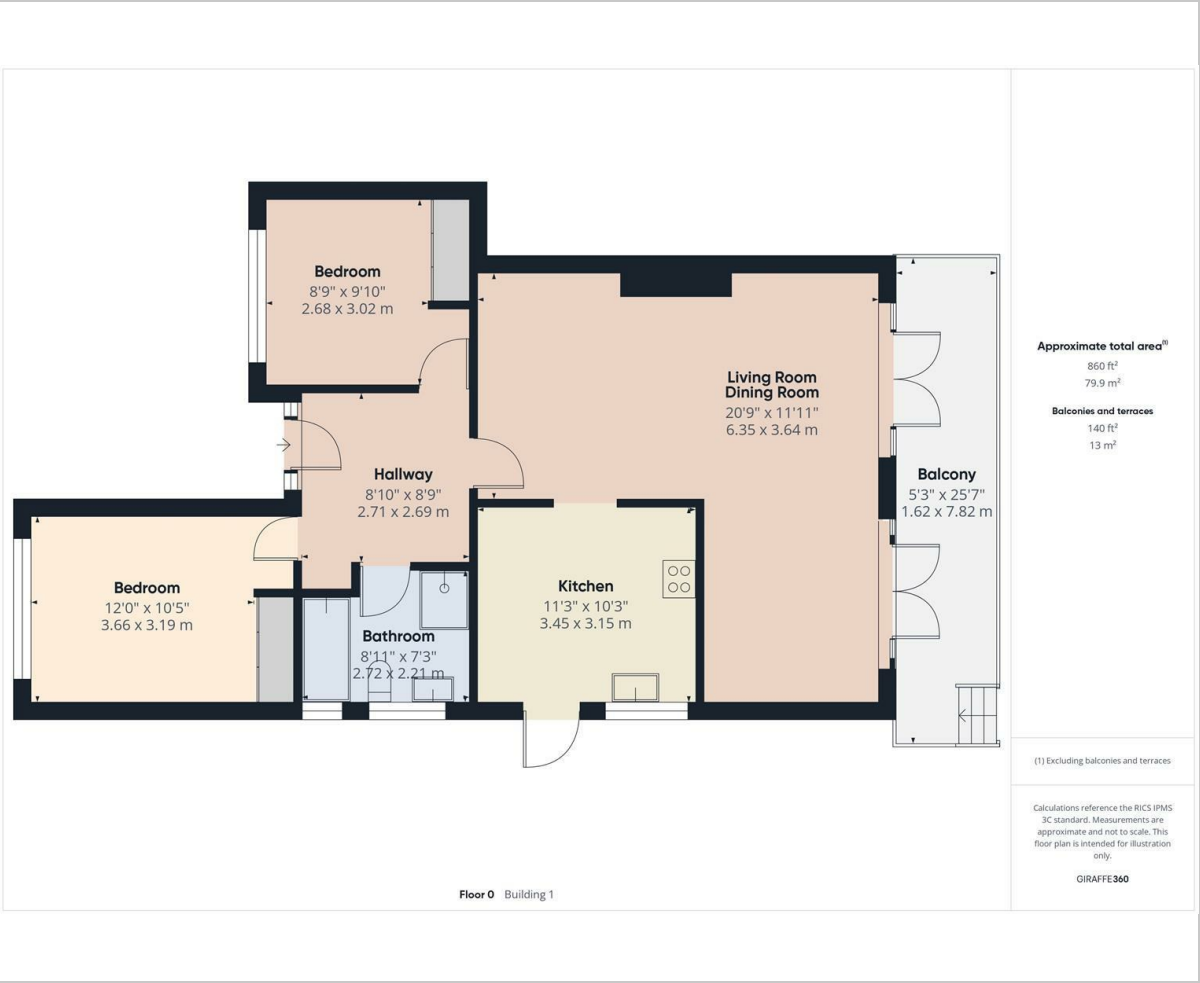 Bedroom
8'9" x 9'10"
2.68 x 3.02 m
Living Room
Dining Room
20'9" x 11'11"
6.35 x 3.64 m
Hallway
8'10" x 8'9"
2.71 x 2.69 m
Balcony
5'3" x 25'7"
1.62 x 7.82 m
Bedroom
12'0" x 10'5"
3.66 x 3.19 m
Kitchen
11'3" x 10'3"
3.45 x 3.15 m
Bathroom
8'11" x 7'3"
2.72 x 2.21 m
Floor 0 Building 1
Approximate total area(1)
860 ft²
79.9 m²
Balconies and terraces
140 ft²
13 m²
(1) Excluding balconies and terraces
Calculations reference the RICS IPMS
3C standard. Measurements are
approximate and not to scale. This
floor plan is intended for illustration
only.
GIRAFFE360